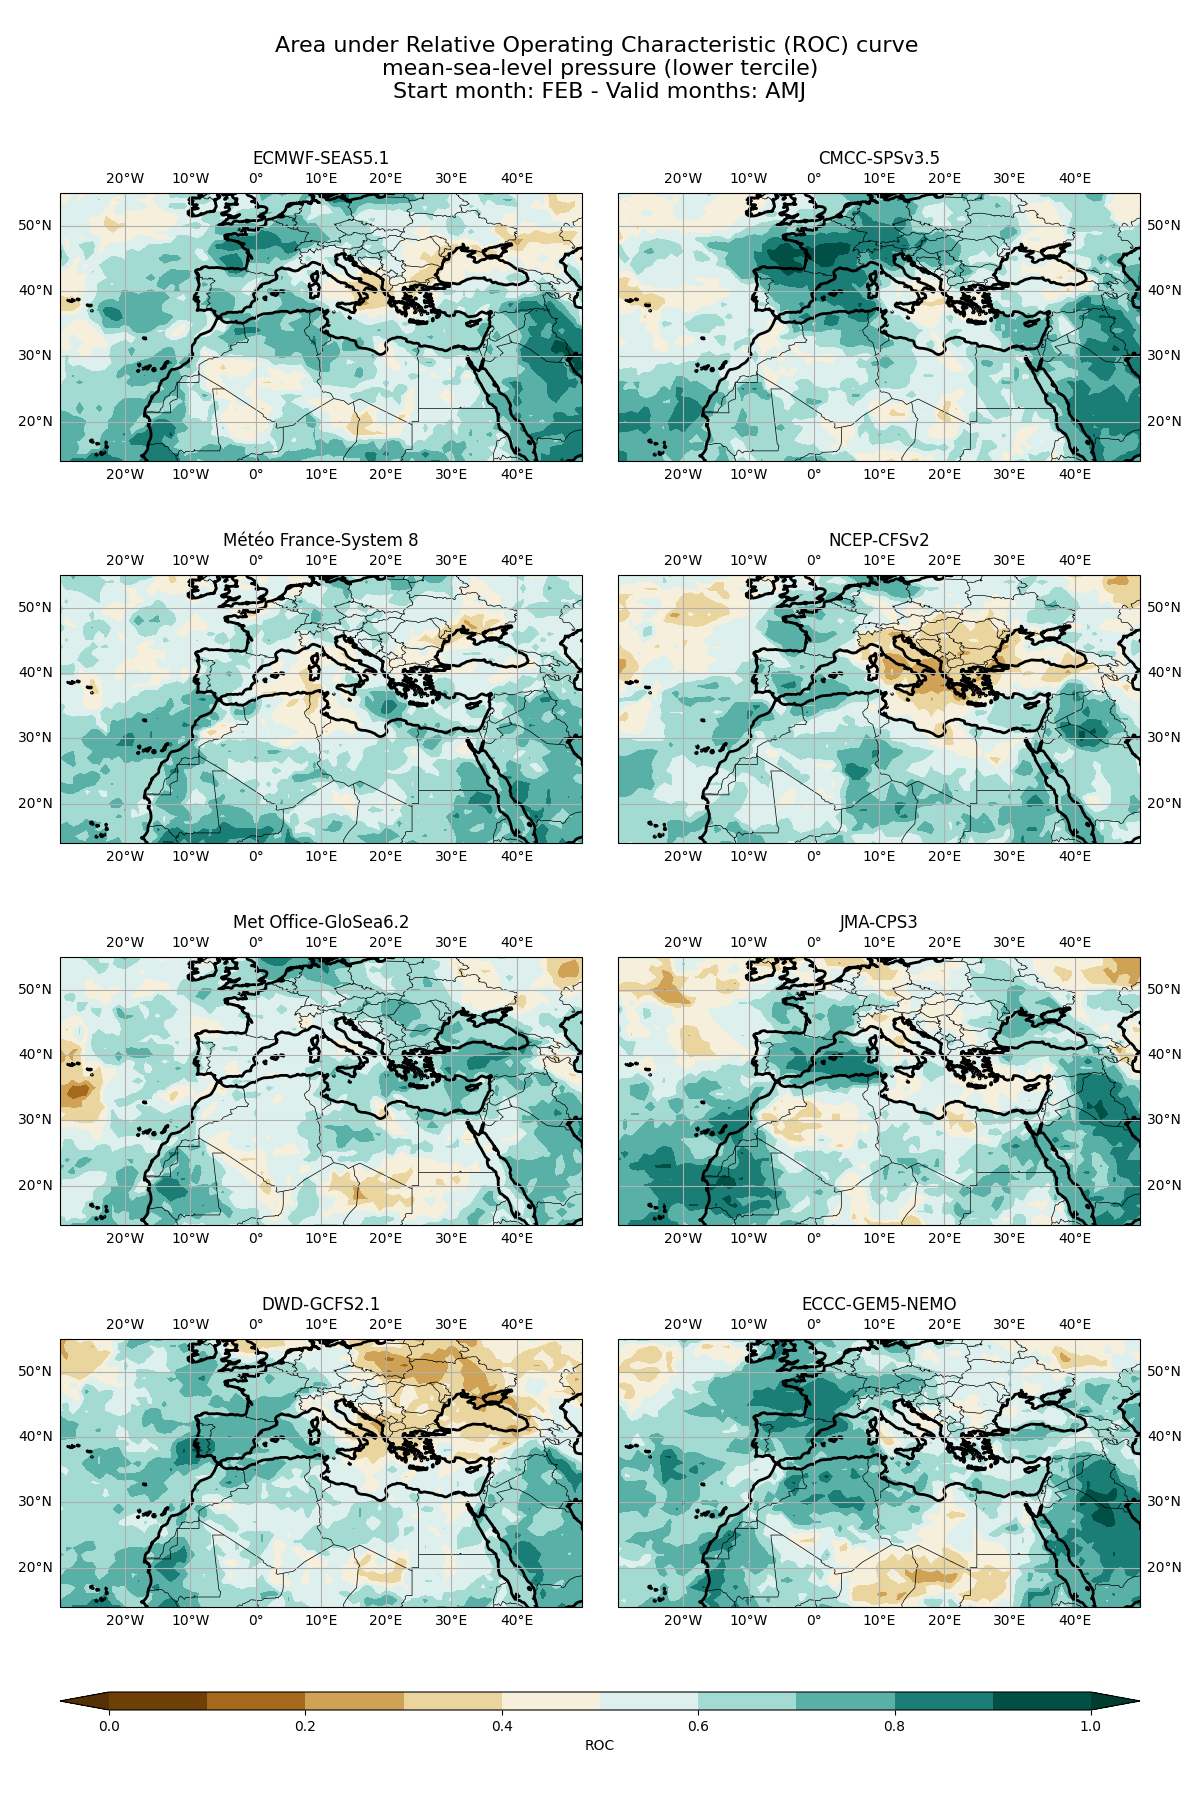 Area under Relative Operating Characteristic (ROC) curve
mean-sea-level pressure (lower tercile)
Start month: FEB - Valid months: AMJ
ECMWF-SEAS5.1 CMCC-SPSv3.5
20°W 10°W 0° 10°E 20°E 30°E 40°E 20°W 10°W 0° 10°E 20°E 30°E 40°E
50°N 50°N
40°N 40°N
30°N 30°N
20°N 20°N
20°W 10°W 0° 10°E 20°E 30°E 40°E 20°W 10°W 0° 10°E 20°E 30°E 40°E
Météo France-System 8 NCEP-CFSv2
20°W 10°W 0° 10°E 20°E 30°E 40°E 20°W 10°W 0° 10°E 20°E 30°E 40°E
50°N 50°N
40°N 40°N
30°N 30°N
20°N 20°N
20°W 10°W 0° 10°E 20°E 30°E 40°E 20°W 10°W 0° 10°E 20°E 30°E 40°E
Met Office-GloSea6.2 JMA-CPS3
20°W 10°W 0° 10°E 20°E 30°E 40°E 20°W 10°W 0° 10°E 20°E 30°E 40°E
50°N 50°N
40°N 40°N
30°N 30°N
20°N 20°N
20°W 10°W 0° 10°E 20°E 30°E 40°E 20°W 10°W 0° 10°E 20°E 30°E 40°E
DWD-GCFS2.1 ECCC-GEM5-NEMO
20°W 10°W 0° 10°E 20°E 30°E 40°E 20°W 10°W 0° 10°E 20°E 30°E 40°E
50°N 50°N
40°N 40°N
30°N 30°N
20°N 20°N
20°W 10°W 0° 10°E 20°E 30°E 40°E 20°W 10°W 0° 10°E 20°E 30°E 40°E
0.0 0.2 0.4 0.6 0.8 1.0
ROC